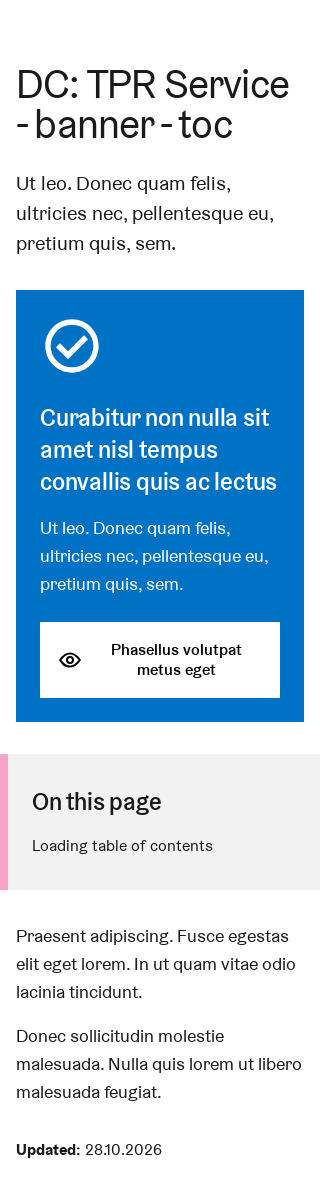 DC: TPR Service
- banner - toc
Ut leo. Donec quam felis,
ultricies nec, pellentesque eu,
pretium quis, sem.
Curabitur non nulla sit
amet nisl tempus
convallis quis ac lectus
Ut leo. Donec quam felis,
ultricies nec, pellentesque eu,
pretium quis, sem.
Phasellus volutpat
metus eget
On this page
Loading table of contents
Praesent adipiscing. Fusce egestas
elit eget lorem. In ut quam vitae odio
lacinia tincidunt.
Donec sollicitudin molestie
malesuada. Nulla quis lorem ut libero
malesuada feugiat.
Updated: 28.10.2026